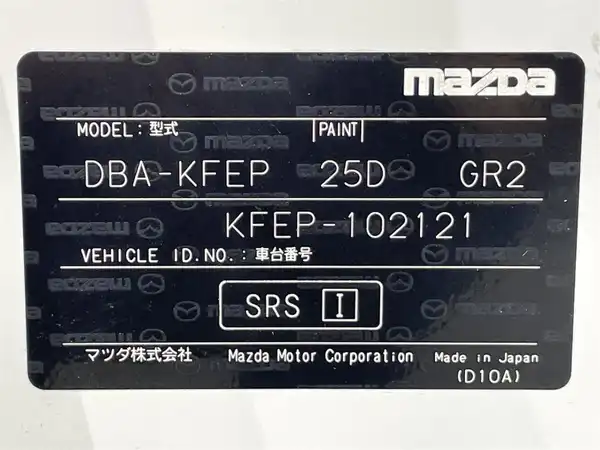 mazda
MODEL: 型式 PAINT
DBA-KFEP 25D GR2
KFEP-102121
VEHICLE ID.NO.: 車台番号
SRS I
マツダ株式会社 Mazda Motor Corporation Made in Japan
(D10A)